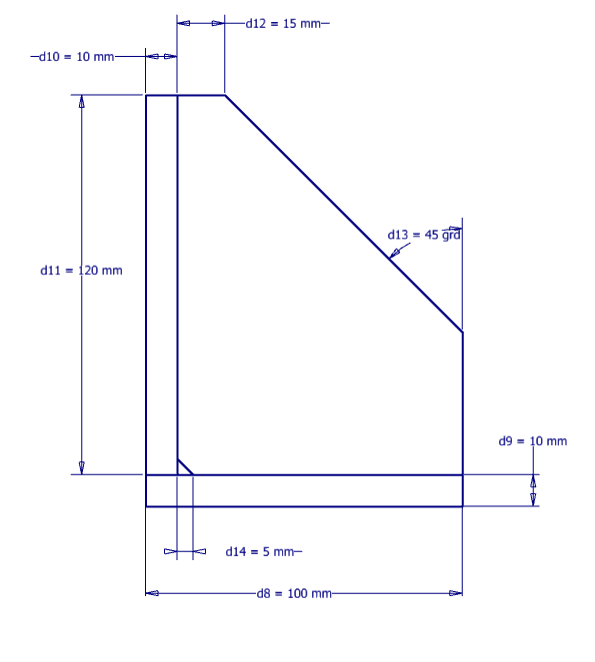 d12 = 15 mm
d10 = 10 mm
d13 = 45 grd
d11 = 120 mm
d9 = 10 mm
d14 = 5 mm
d8 = 100 mm